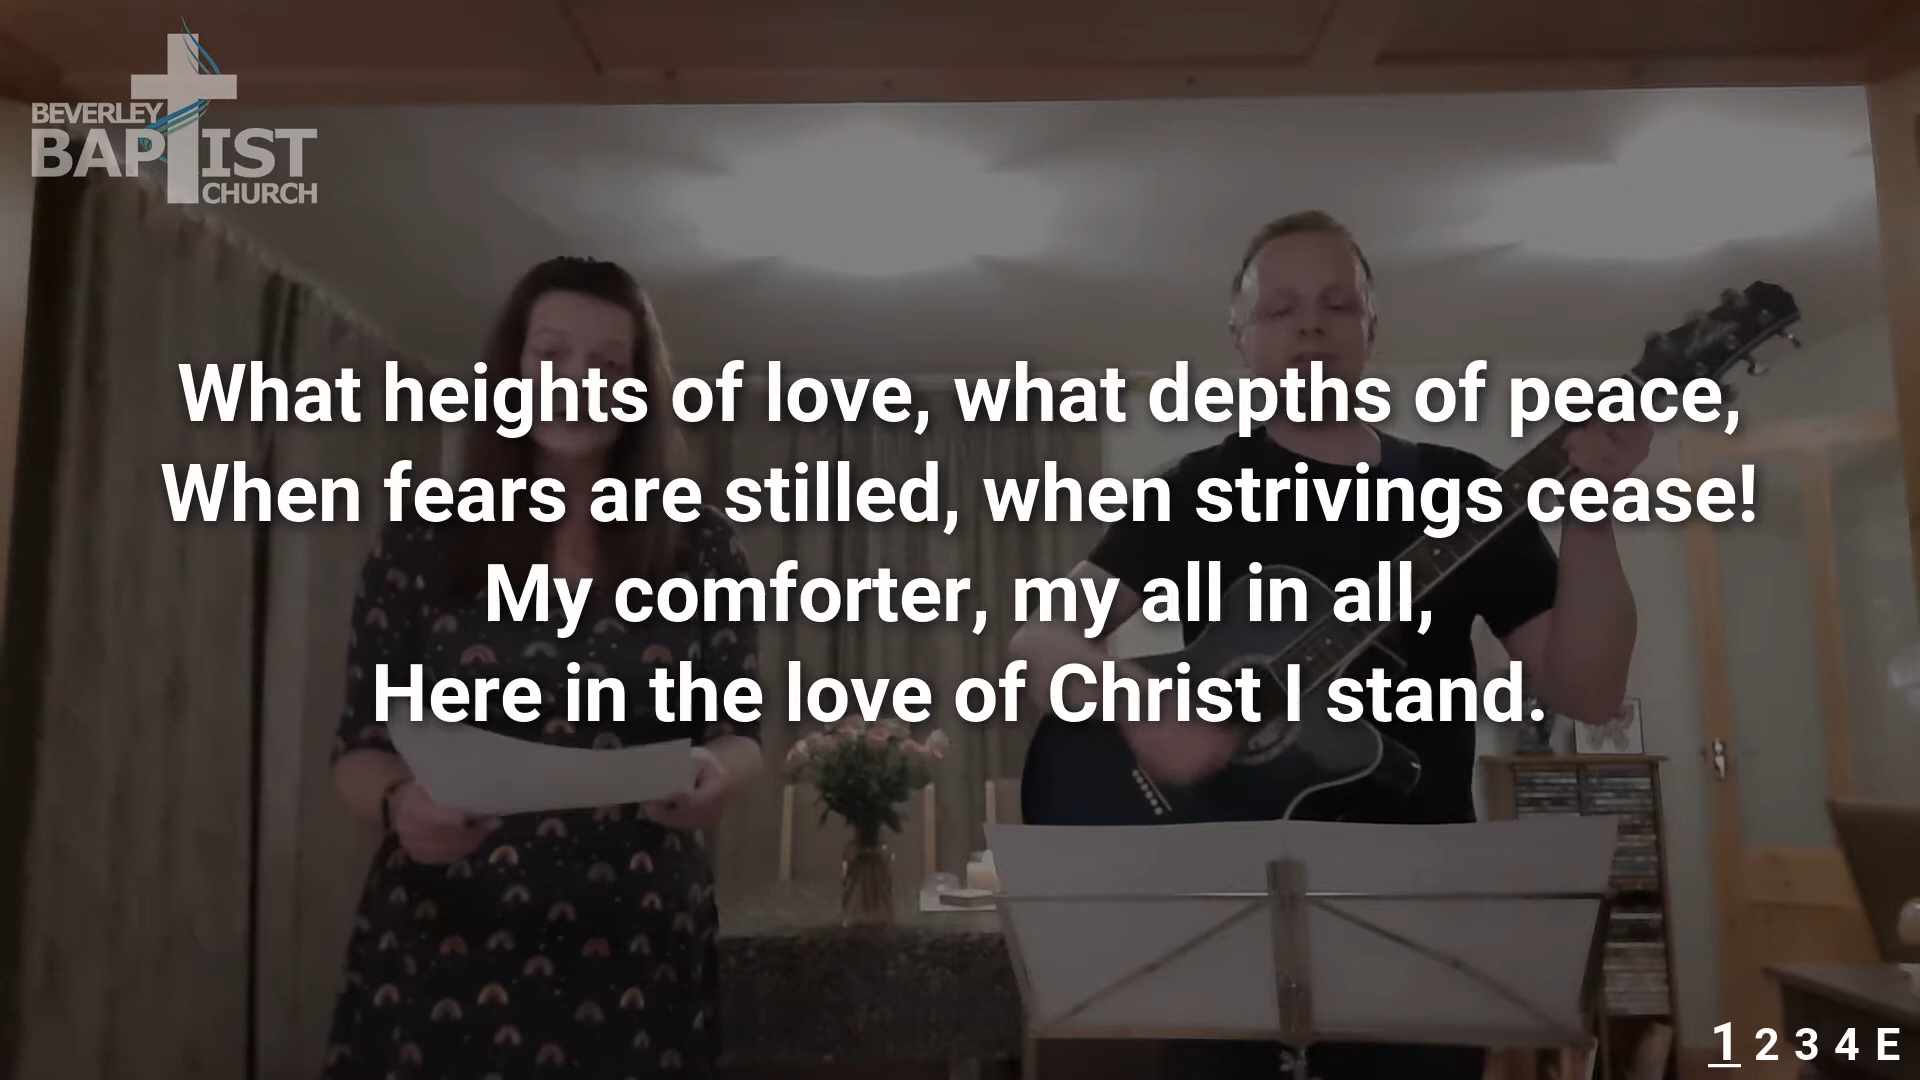 BEVERLEY
BAPTIST
CHURCH
What heights of love, what depths of peace,
When fears are stilled, when strivings cease!
My comforter, my all in all,
Here in the love of Christ I stand.
1 2 3 4 E